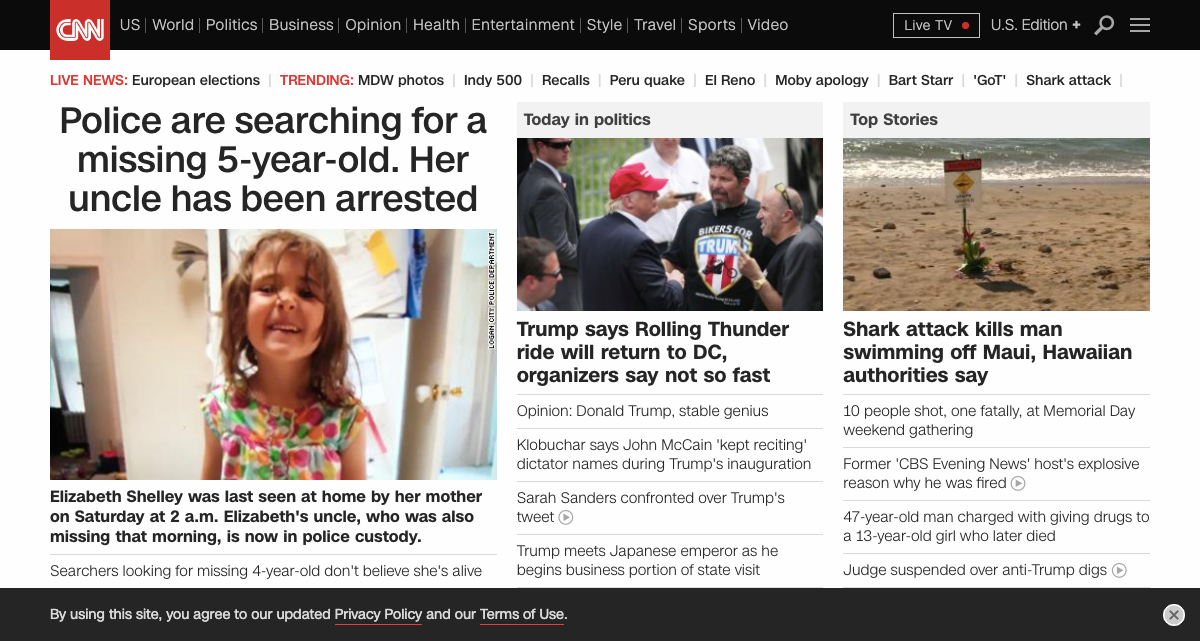 CNN
US World Politics Business Opinion Health Entertainment Style Travel Sports Video
Live TV
U.S. Edition +
LIVE NEWS: European elections TRENDING: MDW photos Indy 500 Recalls Peru quake El Reno Moby apology Bart Starr 'GoT' Shark attack
Police are searching for a
missing 5-year-old. Her
uncle has been arrested
LOGAN CITY POLICE DEPARTMENT
Elizabeth Shelley was last seen at home by her mother
on Saturday at 2 a.m. Elizabeth's uncle, who was also
missing that morning, is now in police custody.
Searchers looking for missing 4-year-old don't believe she's alive
Today in politics
BIKERS FOR
TRUMP
Trump says Rolling Thunder
ride will return to DC,
organizers say not so fast
Opinion: Donald Trump, stable genius
Klobuchar says John McCain 'kept reciting'
dictator names during Trump's inauguration
Sarah Sanders confronted over Trump's
tweet
Trump meets Japanese emperor as he
begins business portion of state visit
Top Stories
Shark attack kills man
swimming off Maui, Hawaiian
authorities say
10 people shot, one fatally, at Memorial Day
weekend gathering
Former 'CBS Evening News' host's explosive
reason why he was fired
47-year-old man charged with giving drugs to
a 13-year-old girl who later died
Judge suspended over anti-Trump digs
By using this site, you agree to our updated Privacy Policy and our Terms of Use.